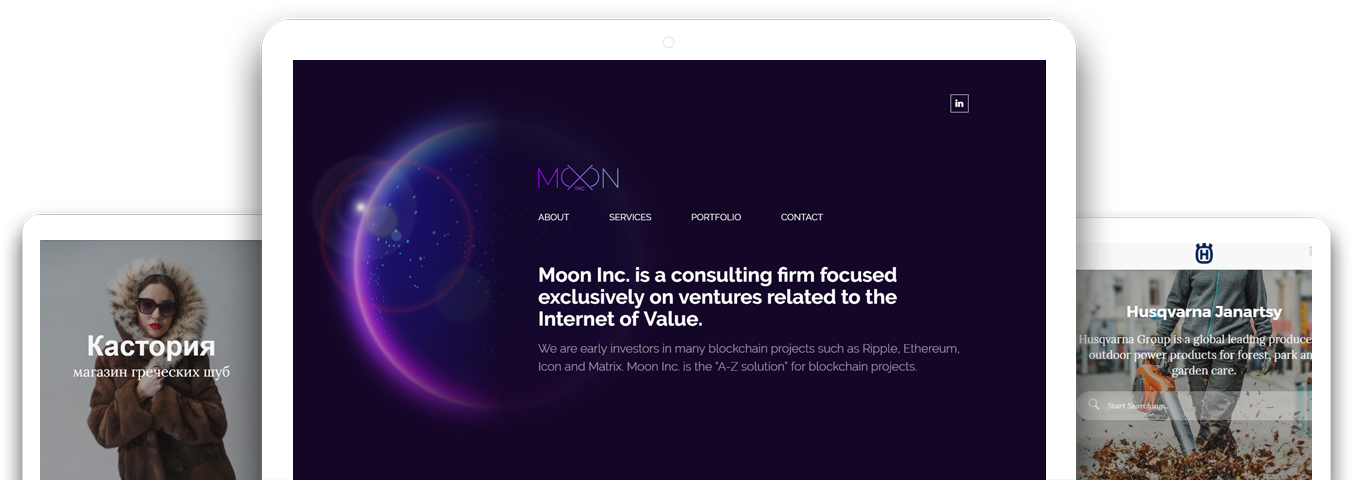 in
MOON
INC
ABOUT SERVICES PORTFOLIO CONTACT
Moon Inc. is a consulting firm focused
exclusively on ventures related to the
Internet of Value.
We are early investors in many blockchain projects such as Ripple, Ethereum,
Icon and Matrix. Moon Inc. is the "A-Z solution" for blockchain projects.
Кастория
магазин греческих шуб
H
Husqvarna Janartsy
Husqvarna Group is a global leading produce
outdoor power products for forest, park an
garden care.
Start Searching...